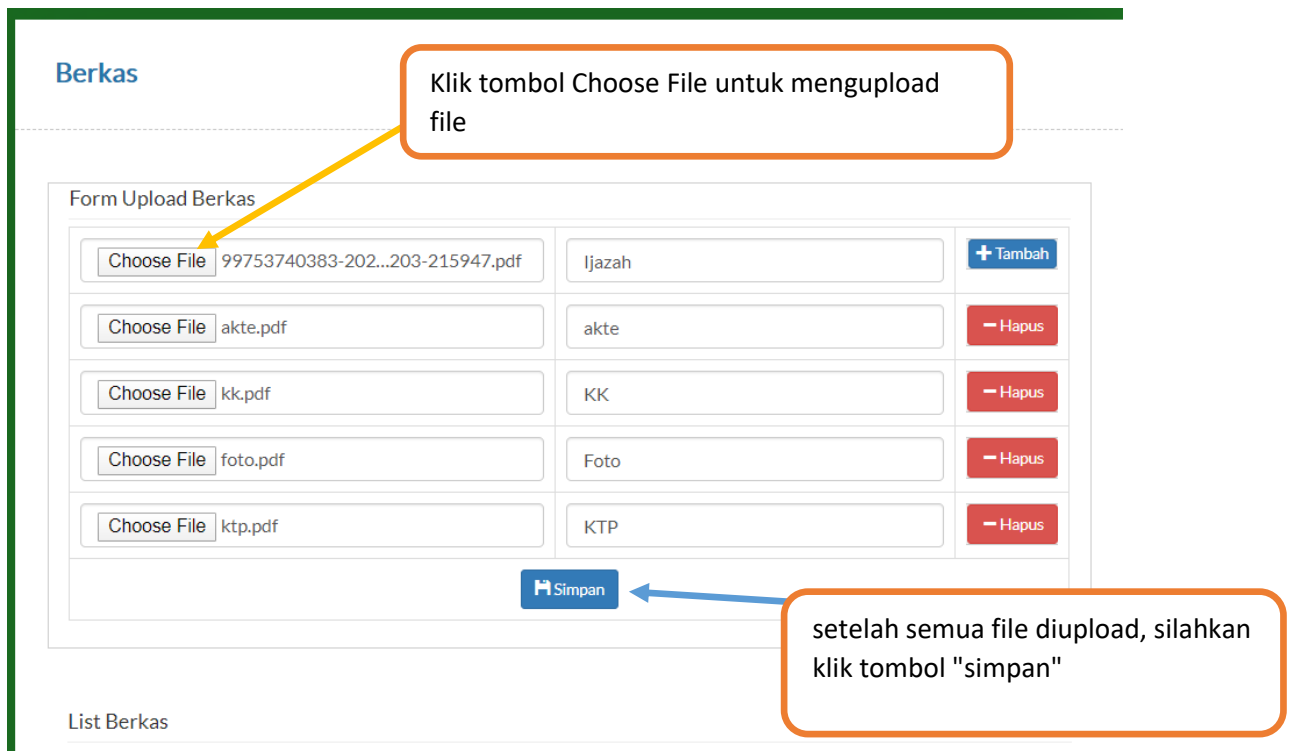 Berkas
Klik tombol Choose File untuk mengupload
file
Form Upload Berkas
Choose File 99753740383-202...203-215947.pdf Ijazah Tambah
Choose File akte.pdf akte Hapus
Choose File kk.pdf KK Hapus
Choose File foto.pdf Foto Hapus
Choose File ktp.pdf KTP Hapus
Simpan
setelah semua file diupload, silahkan
klik tombol "simpan"
List Berkas